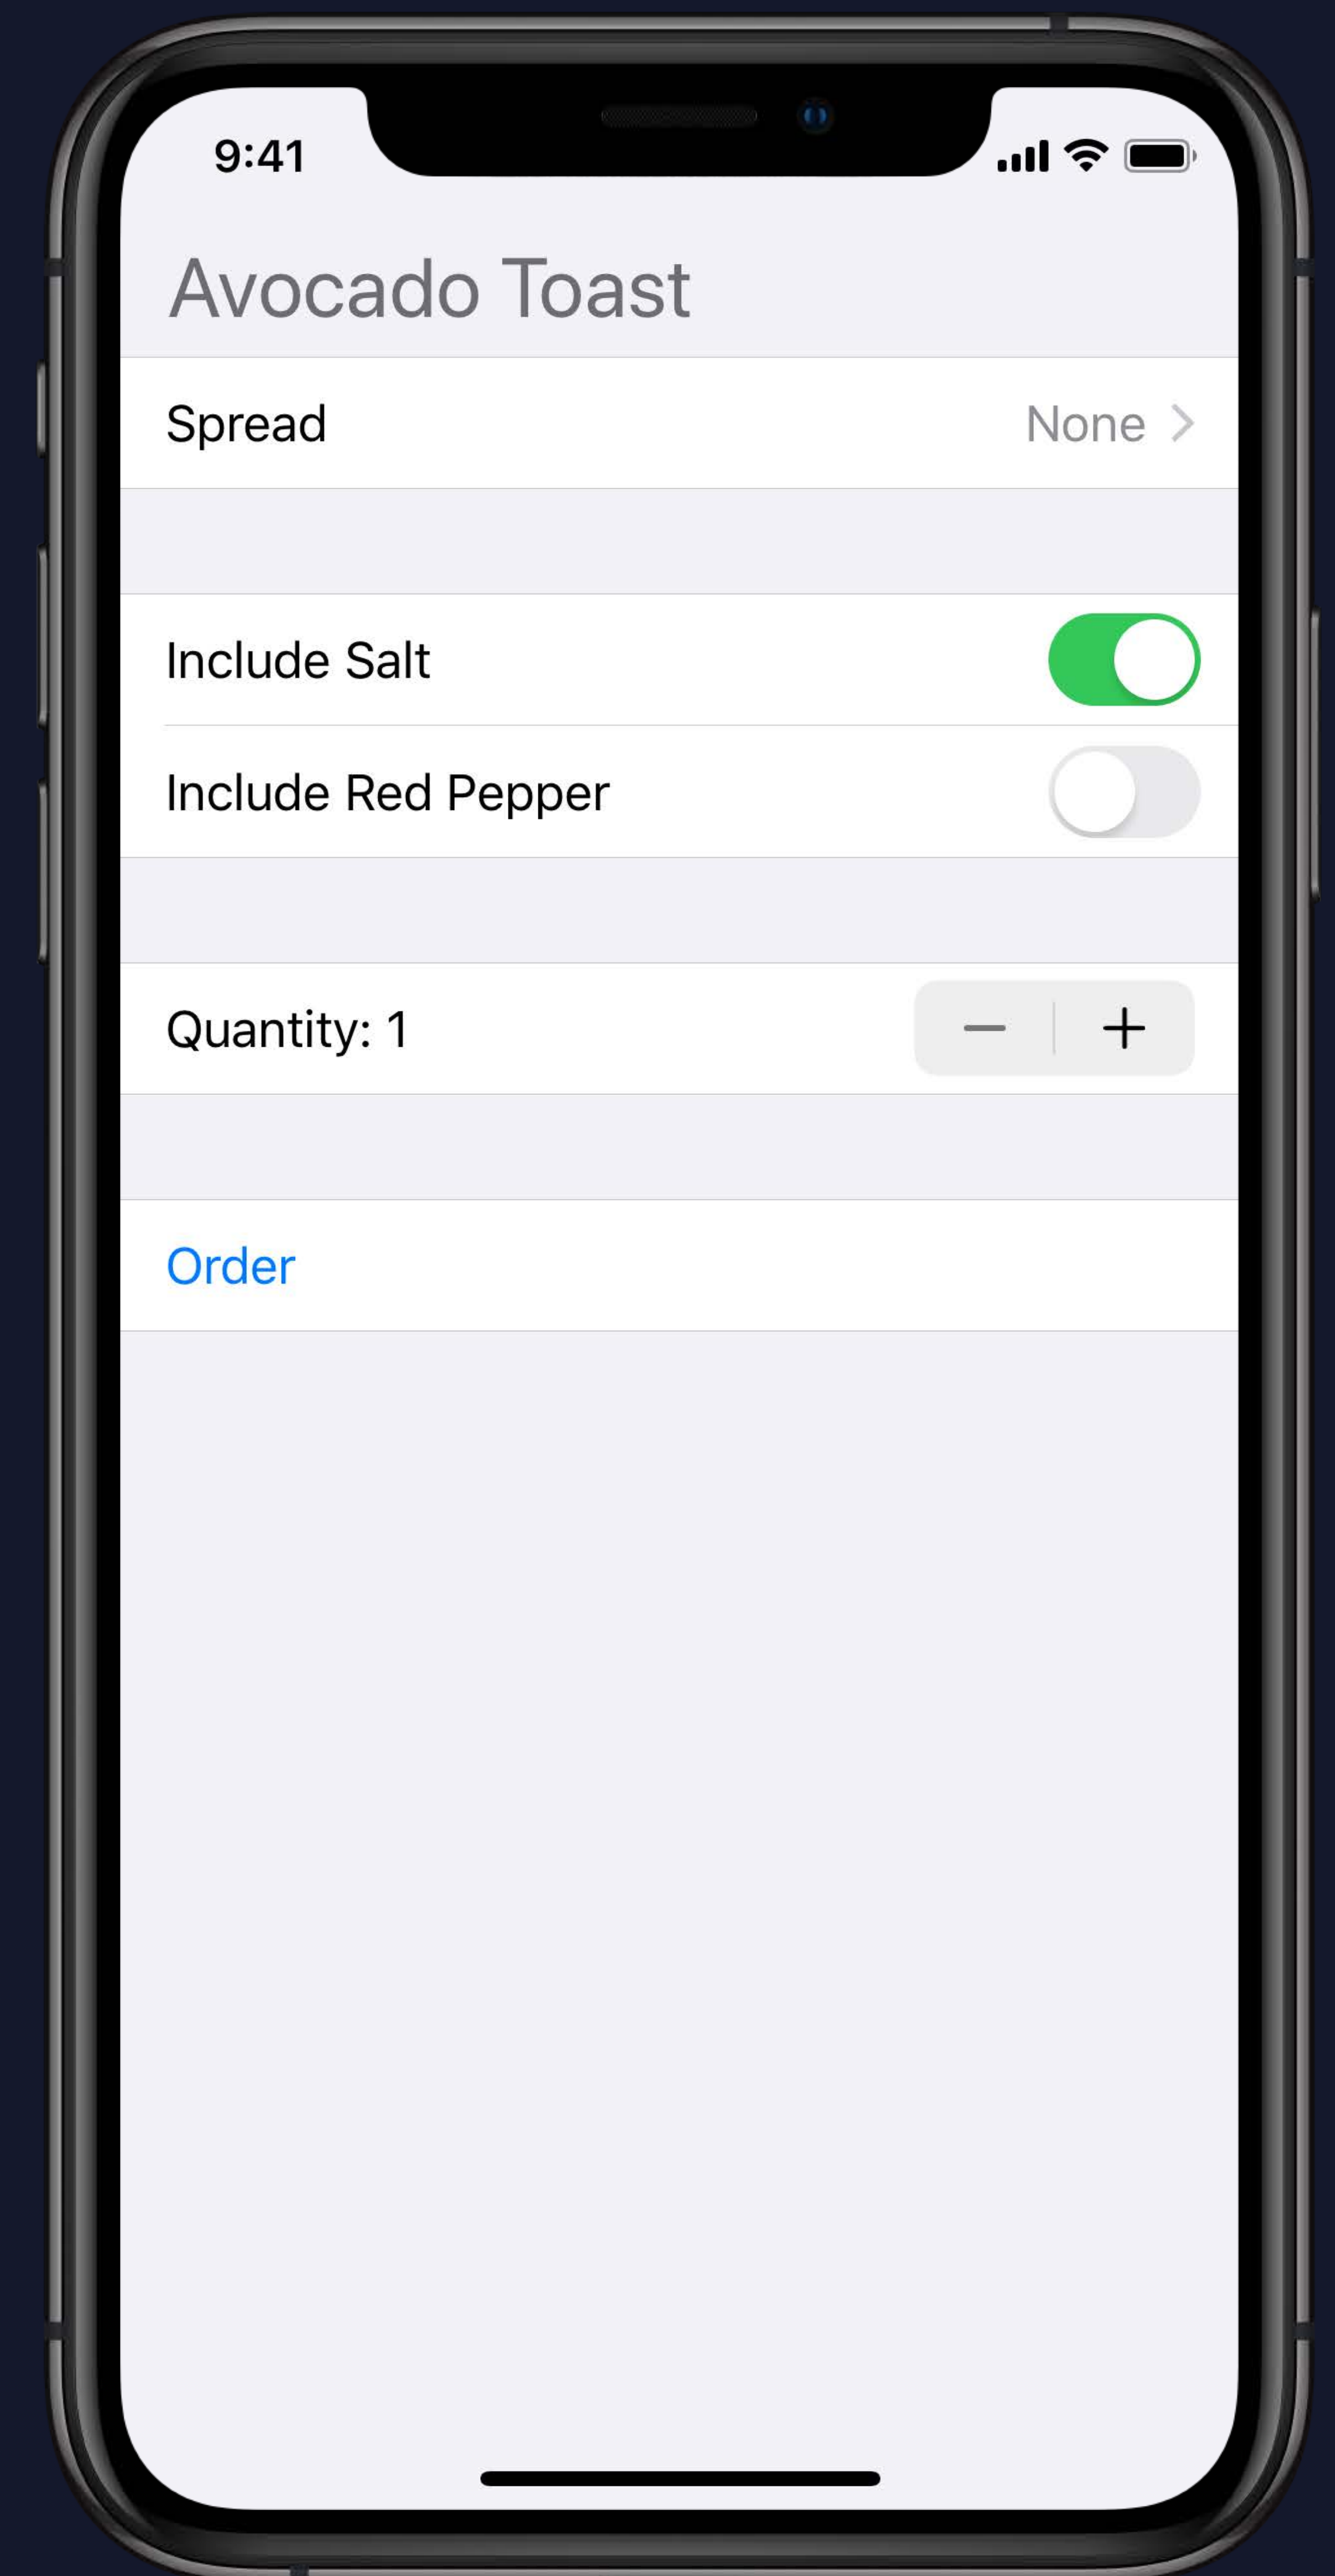 9:41
Avocado Toast
Spread None
Include Salt
Include Red Pepper
Quantity: 1
Order